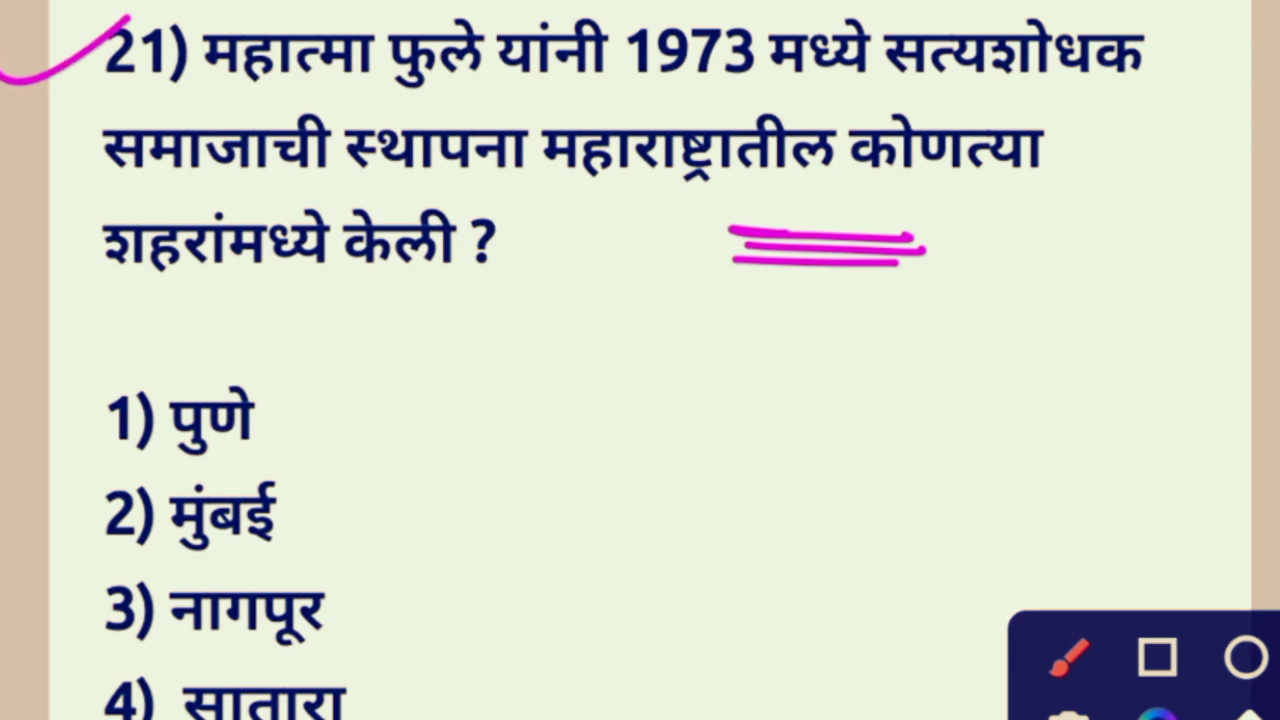 21) महात्मा फुले यांनी 1973 मध्ये सत्यशोधक
समाजाची स्थापना महाराष्ट्रातील कोणत्या
शहरांमध्ये केली ?
1) पुणे
2) मुंबई
3) नागपूर
4) सातारा